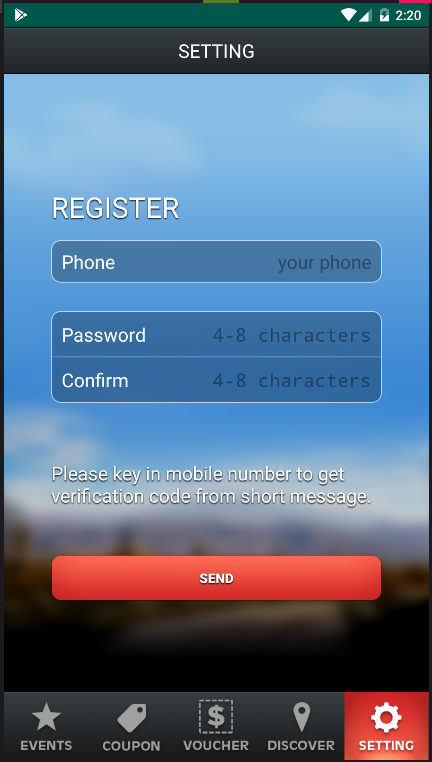 2:20
SETTING
REGISTER
Phone your phone
Password 4-8 characters
Confirm 4-8 characters
Please key in mobile number to get
verification code from short message.
SEND
$
EVENTS COUPON VOUCHER DISCOVER SETTING